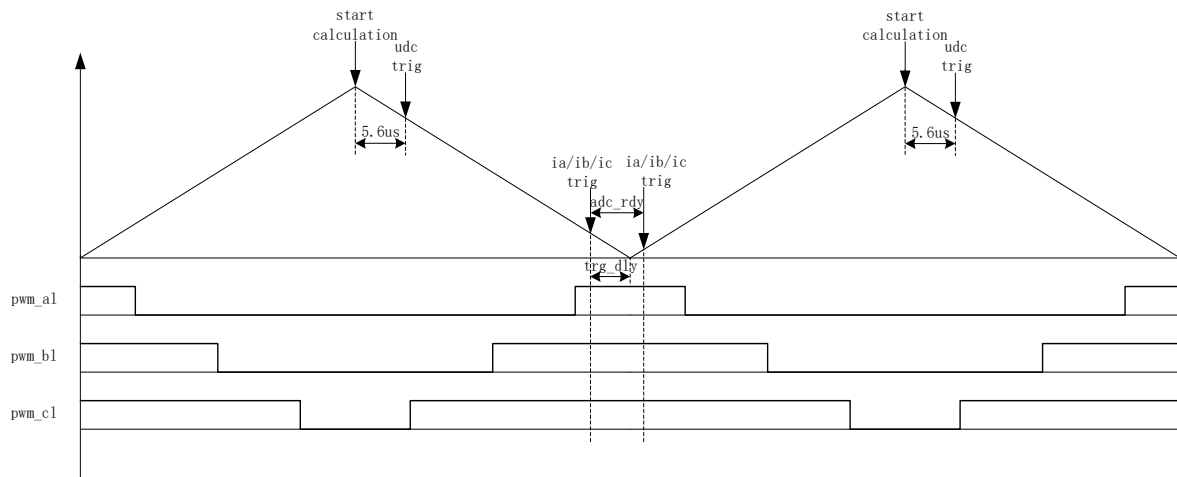 start
calculation
udc
trig
5.6us
ia/ib/ic
trig
ia/ib/ic
trig
adc_rdy
trg_dly
start
calculation
udc
trig
5.6us
pwm_al
pwm_bl
pwm_cl